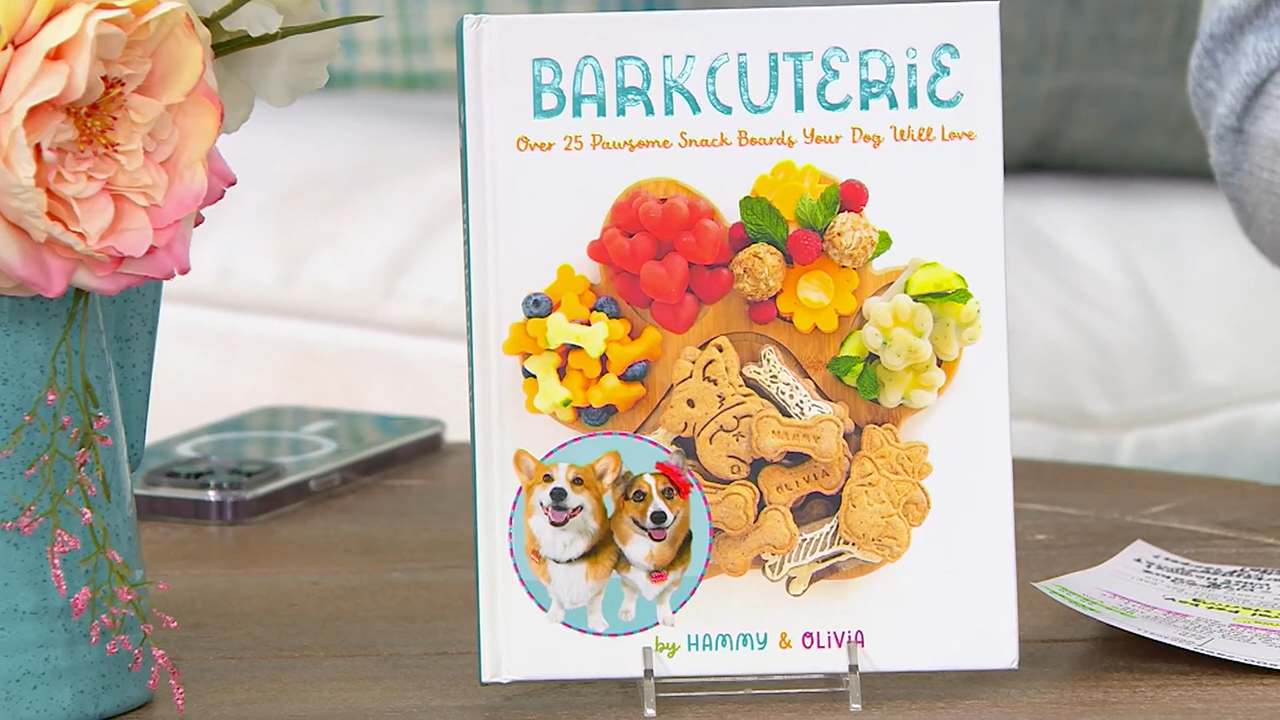 BARKCUTERiE
Over 25 Pawsome Snack Boards Your Dog Will Love
HAMMY
OLIVIA
by HAMMY & OLiViA